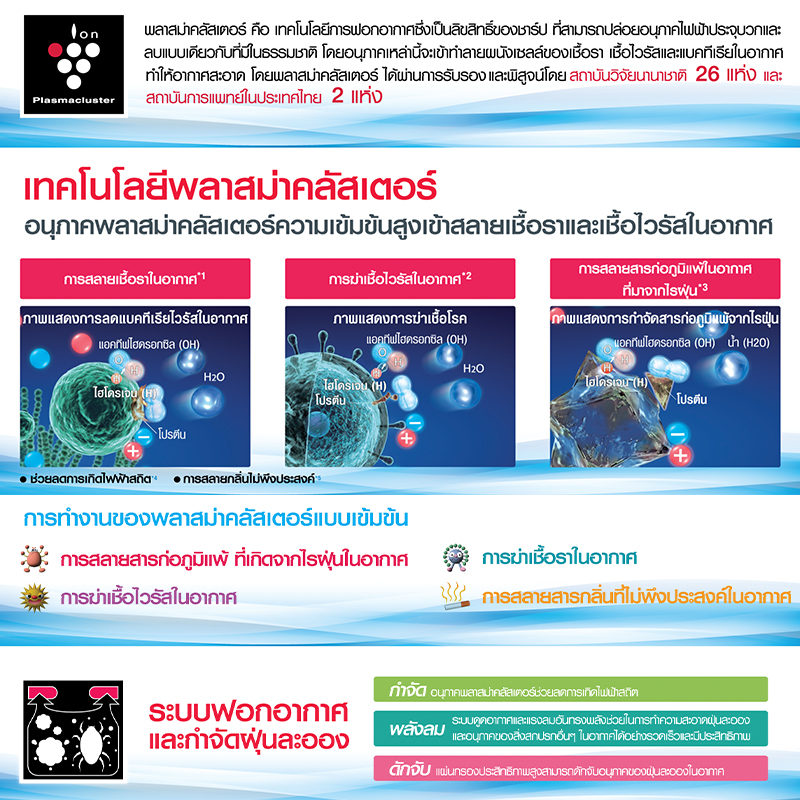 Ion
Plasmacluster
พลาสม่าคลัสเตอร์ คือ เทคโนโลยีการฟอกอากาศซึ่งเป็นลิขสิทธิ์ของชาร์ป ที่สามารถปล่อยอนุภาคไฟฟ้าประจุบวกและ
ลบแบบเดียวกับที่มีในธรรมชาติ โดยอนุภาคเหล่านี้จะเข้าทำลายผนังเซลล์ของเชื้อรา เชื้อไวรัสและแบคทีเรียในอากาศ
ทำให้อากาศสะอาด โดยพลาสม่าคลัสเตอร์ ได้ผ่านการรับรอง และพิสูจน์โดย สถาบันวิจัยนานาชาติ 26 แห่ง และ
สถาบันการแพทย์ในประเทศไทย 2 แห่ง
เทคโนโลยีพลาสม่าคลัสเตอร์
อนุภาคพลาสม่าคลัสเตอร์ความเข้มข้นสูงเข้าสลายเชื้อราและเชื้อไวรัสในอากาศ
การสลายเชื้อราในอากาศ*1
ภาพแสดงการลดแบคทีเรียไวรัสในอากาศ
แอคทีฟไฮดรอกซิล (OH)
O
H
H
H2O
ไฮโดรเจน (H)
โปรตีน
การฆ่าเชื้อไวรัสในอากาศ*2
ภาพแสดงการฆ่าเชื้อโรค
แอคทีฟไฮดรอกซิล (OH)
O
H
H
H2O
ไฮโดรเจน (H)
โปรตีน
การสลายสารก่อภูมิแพ้ในอากาศ
ที่มาจากไรฝุ่น*3
ภาพแสดงการกำจัดสารก่อภูมิแพ้จากไรฝุ่น
แอคทีฟไฮดรอกซิล (OH) น้ำ (H2O)
O
H
H
ไฮโดรเจน (H)
โปรตีน
● ช่วยลดการเกิดไฟฟ้าสถิต*4 ● การสลายกลิ่นไม่พึงประสงค์*5
การทำงานของพลาสม่าคลัสเตอร์แบบเข้มข้น
การสลายสารก่อภูมิแพ้ ที่เกิดจากไรฝุ่นในอากาศ
การฆ่าเชื้อราในอากาศ
การฆ่าเชื้อไวรัสในอากาศ
การสลายสารกลิ่นที่ไม่พึงประสงค์ในอากาศ
ระบบฟอกอากาศ
และกำจัดฝุ่นละออง
กำจัด อนุภาคพลาสม่าคลัสเตอร์ช่วยลดการเกิดไฟฟ้าสถิต
พลังลม ระบบดูดอากาศและแรงลมอันทรงพลังช่วยในการทำความสะอาดฝุ่นละออง
และอนุภาคของสิ่งสกปรกอื่นๆ ในอากาศได้อย่างรวดเร็วและมีประสิทธิภาพ
ดักจับ แผ่นกรองประสิทธิภาพสูงสามารถดักจับอนุภาคของฝุ่นละอองในอากาศ